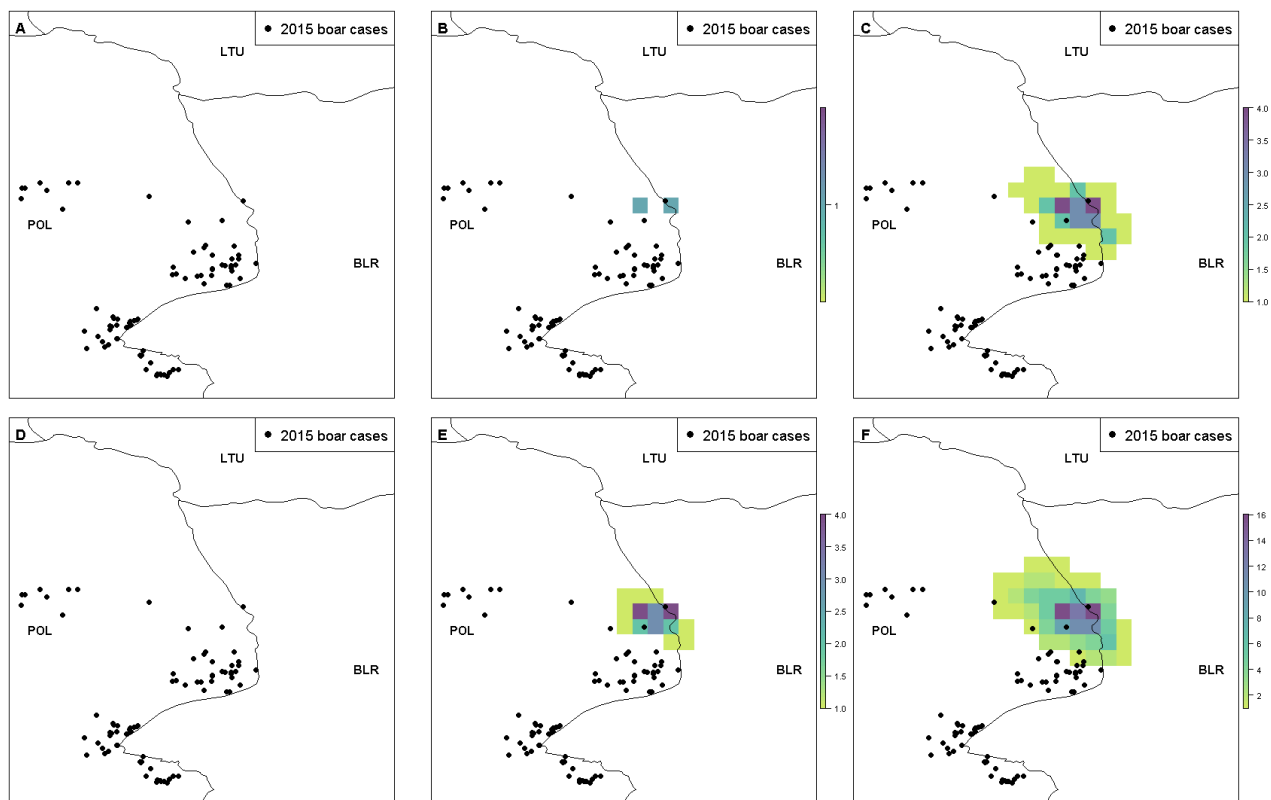 A
2015 boar cases
LTU
POL
BLR
B
2015 boar cases
LTU
POL
BLR
1
C
2015 boar cases
LTU
POL
BLR
4.0
3.5
3.0
2.5
2.0
1.5
1.0
D
2015 boar cases
LTU
POL
BLR
E
2015 boar cases
LTU
POL
BLR
4.0
3.5
3.0
2.5
2.0
1.5
1.0
F
2015 boar cases
LTU
POL
BLR
16
14
12
10
8
6
4
2